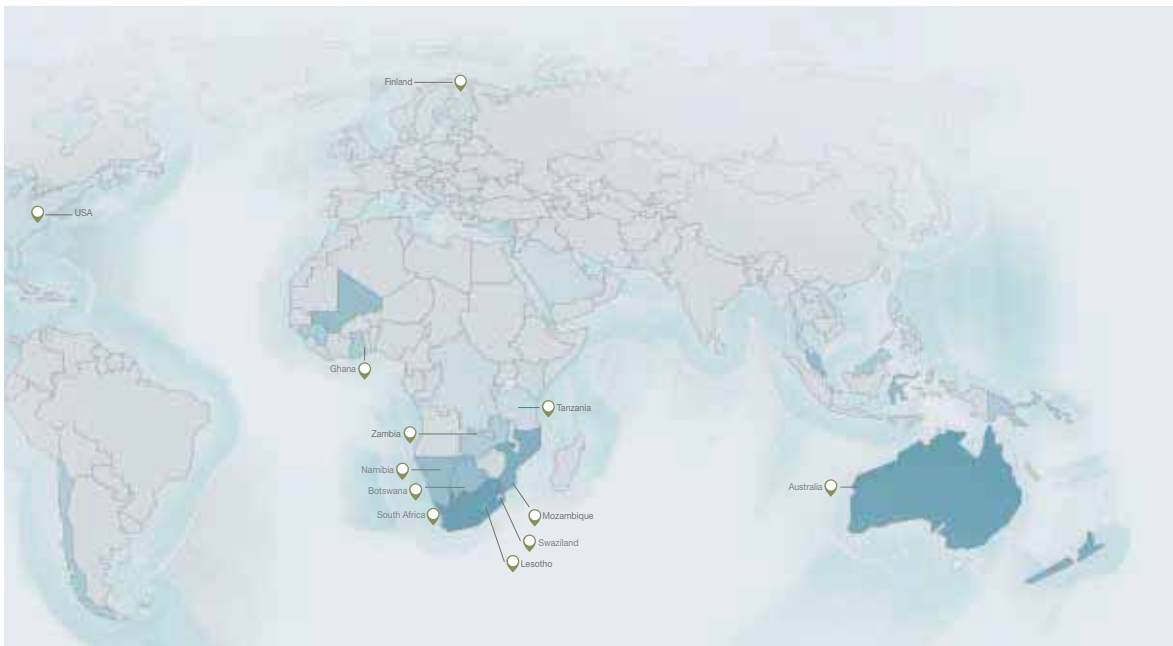 Finland
USA
Ghana
Tanzania
Zambia
Namibia
Botswana
Australia
South Africa
Mozambique
Swaziland
Lesotho